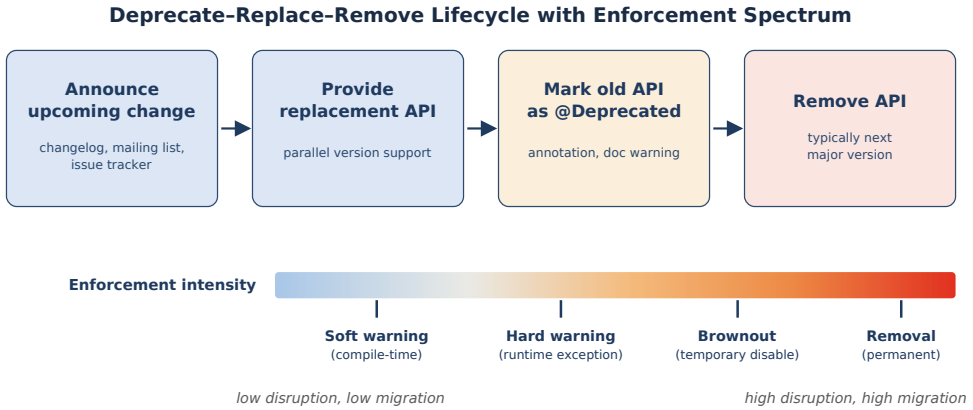 Deprecate–Replace–Remove Lifecycle with Enforcement Spectrum
Announce
upcoming change
changelog, mailing list,
issue tracker
Provide
replacement API
parallel version support
Mark old API
as @Deprecated
annotation, doc warning
Remove API
typically next
major version
Enforcement intensity
Soft warning
(compile-time)
Hard warning
(runtime exception)
Brownout
(temporary disable)
Removal
(permanent)
low disruption, low migration
high disruption, high migration